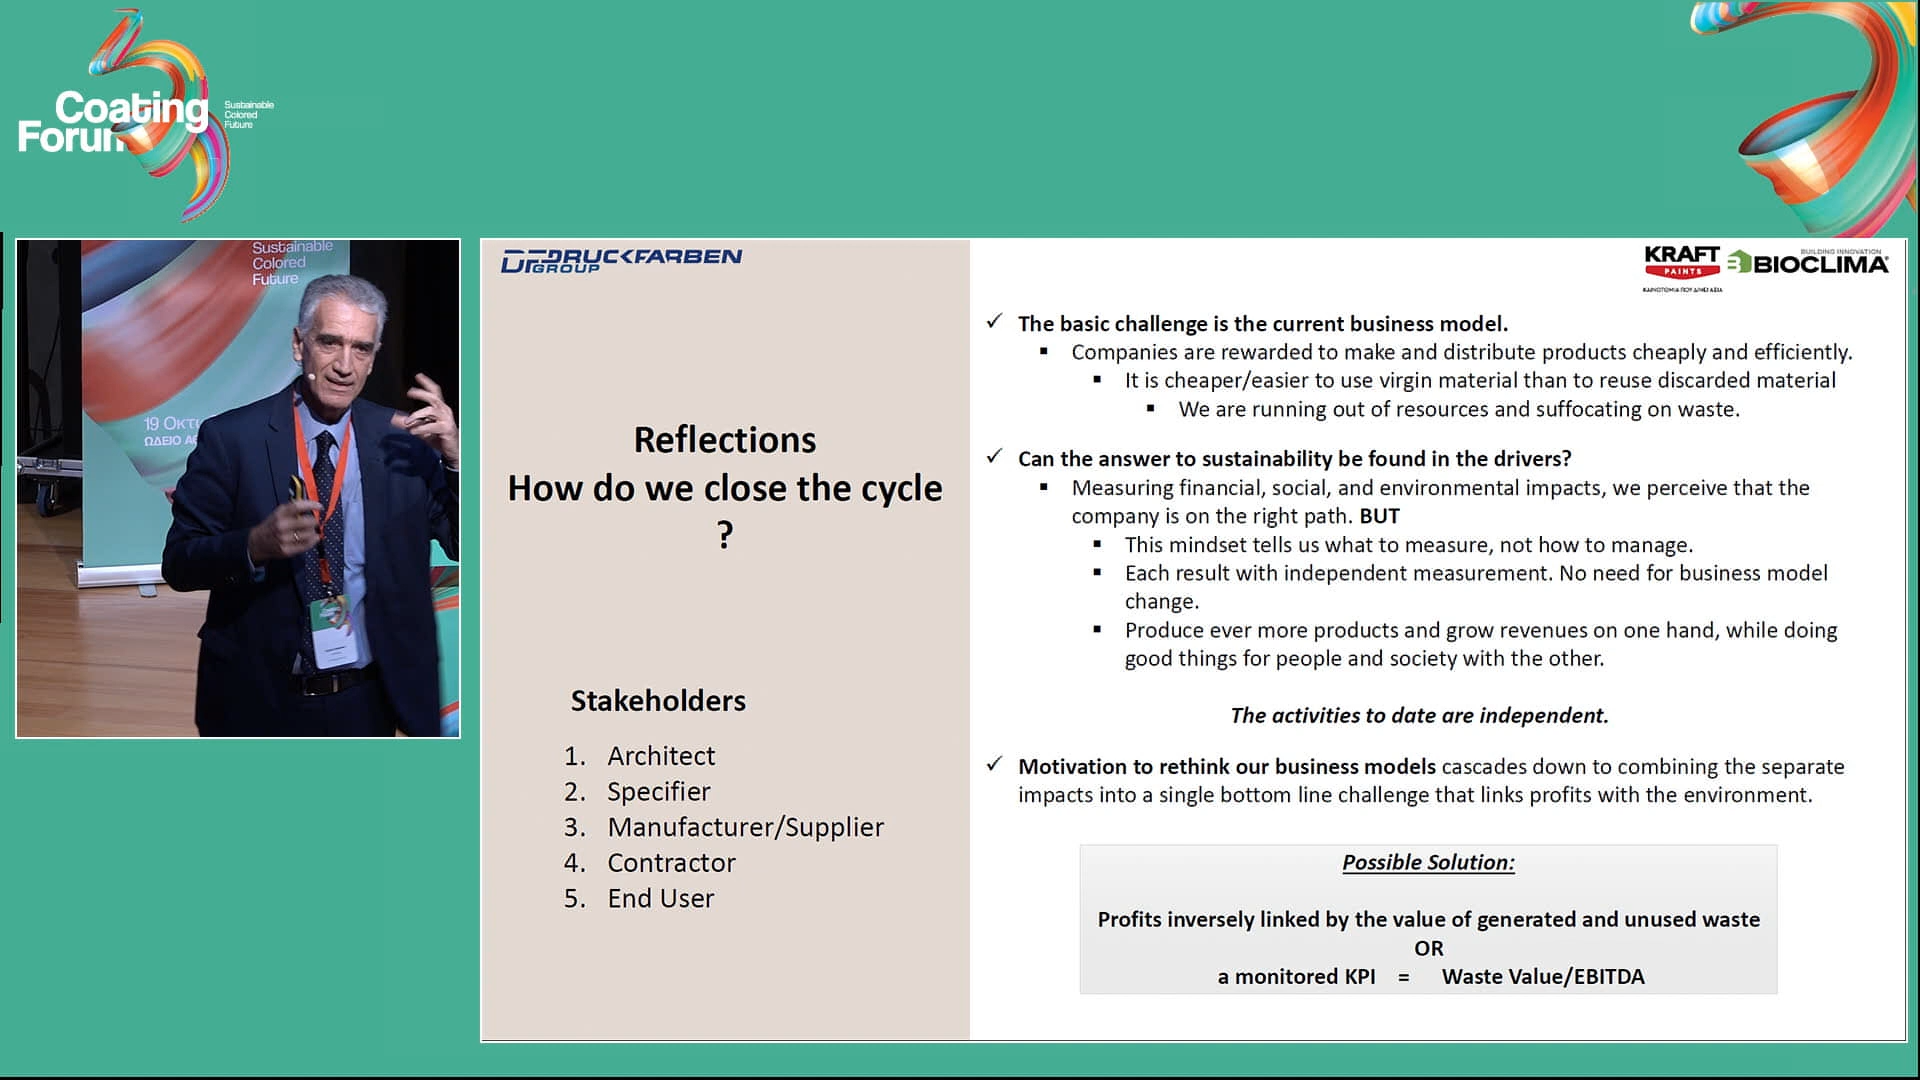 Coating
Forum
Sustainable
Colored
Future
Sustainable
Colored
Future
19 Οκτ
ΩΔΕΙΟ ΑΘ
DF DRUCKFARBEN
GROUP
Reflections
How do we close the cycle
?
Stakeholders
1. Architect
2. Specifier
3. Manufacturer/Supplier
4. Contractor
5. End User
KRAFT
PAINTS
ΚΑΙΝΟΤΟΜΙΑ ΠΟΥ ΔΙΝΕΙ ΑΞΙΑ
BUILDING INNOVATION
BIOCLIMA
✓ The basic challenge is the current business model.
▪ Companies are rewarded to make and distribute products cheaply and efficiently.
▪ It is cheaper/easier to use virgin material than to reuse discarded material
▪ We are running out of resources and suffocating on waste.
✓ Can the answer to sustainability be found in the drivers?
▪ Measuring financial, social, and environmental impacts, we perceive that the
company is on the right path. BUT
▪ This mindset tells us what to measure, not how to manage.
▪ Each result with independent measurement. No need for business model
change.
▪ Produce ever more products and grow revenues on one hand, while doing
good things for people and society with the other.
The activities to date are independent.
✓ Motivation to rethink our business models cascades down to combining the separate
impacts into a single bottom line challenge that links profits with the environment.
Possible Solution:
Profits inversely linked by the value of generated and unused waste
OR
a monitored KPI = Waste Value/EBITDA